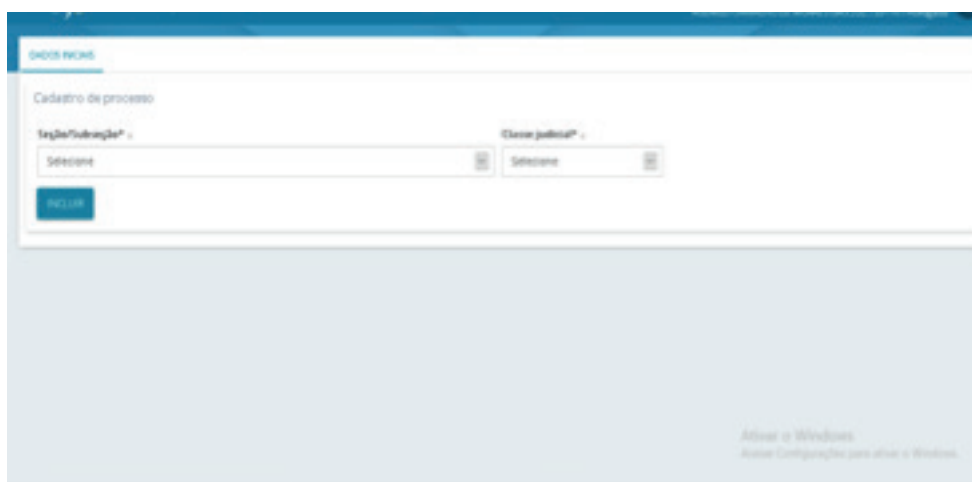 DADOS INICIAIS
Cadastro de processo
Seção/Subseção*
Classe judicial*
Selecione
Selecione
INCLUIR
Ativar o Windows
Acesse Configurações para ativar o Windows.